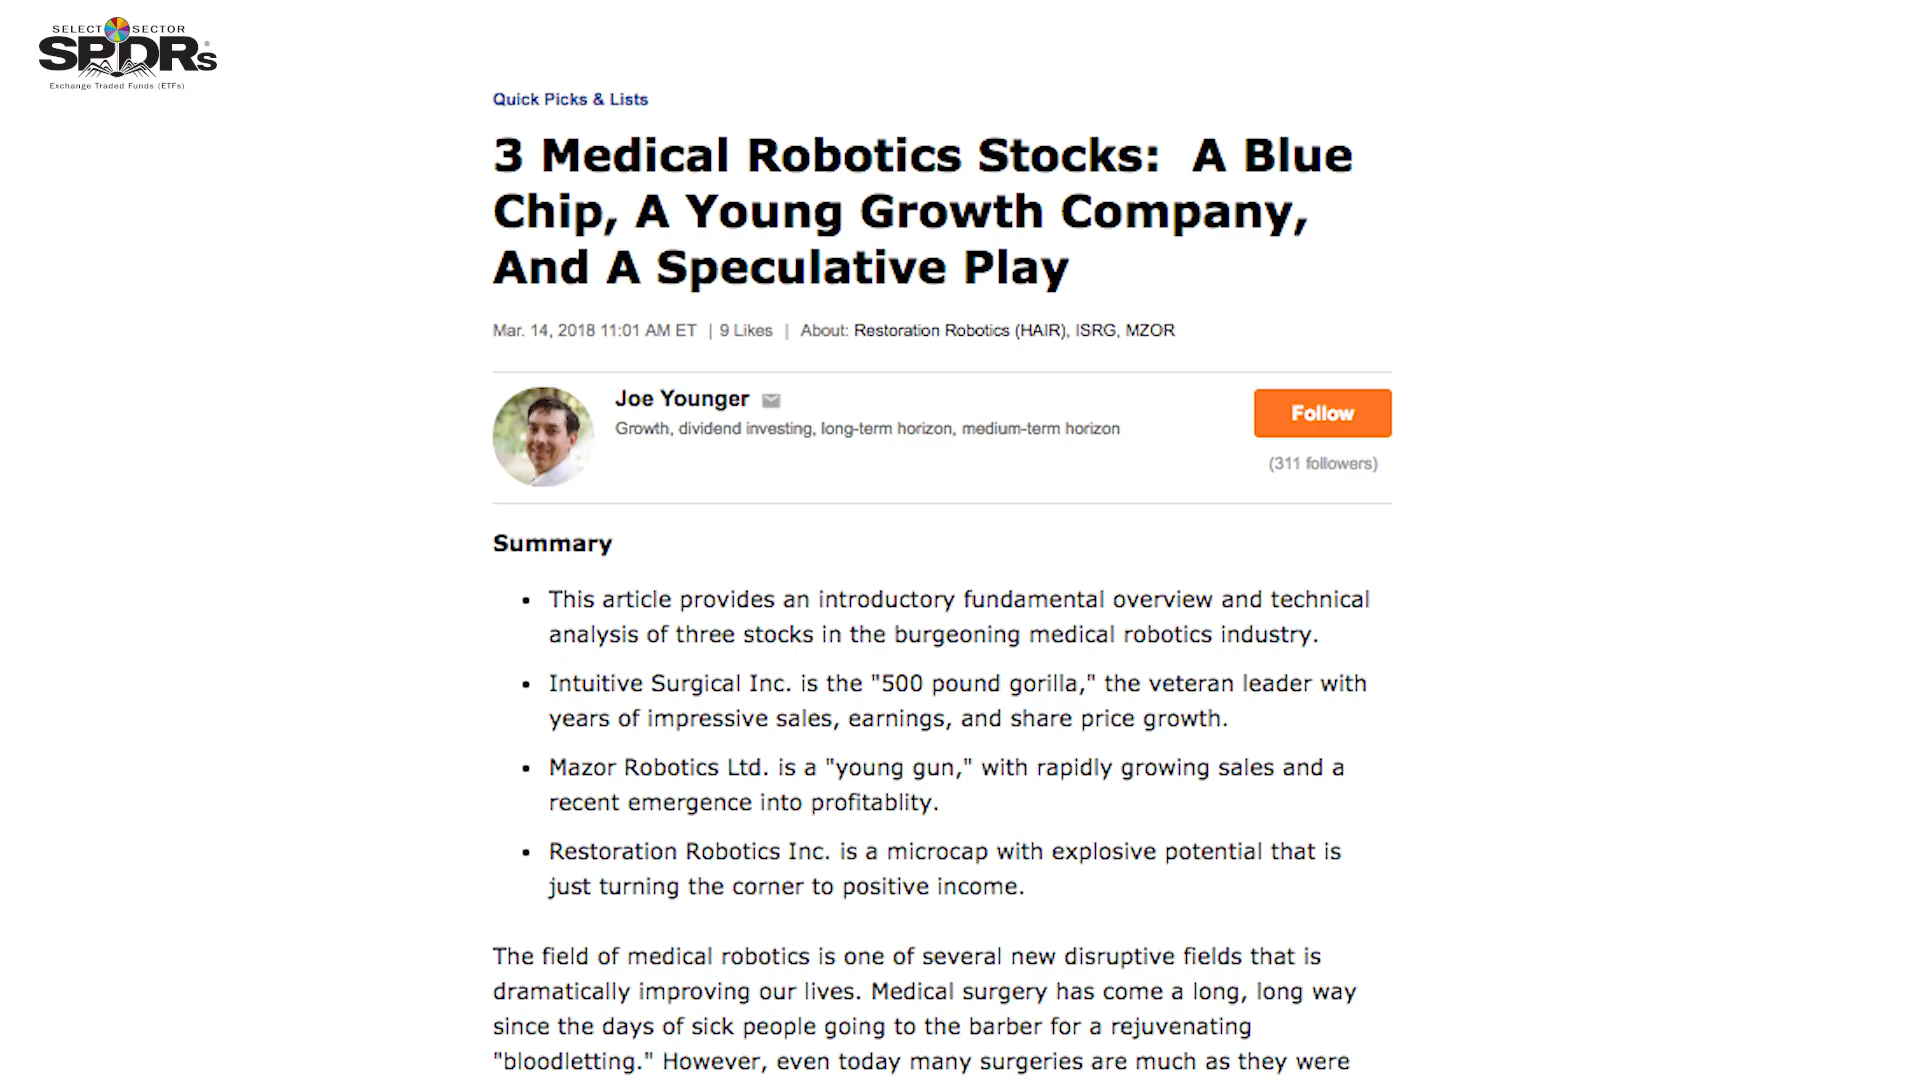 SELECT SECTOR
SPDRs
Exchange Traded Funds (ETFs)
Quick Picks & Lists
3 Medical Robotics Stocks: A Blue
Chip, A Young Growth Company,
And A Speculative Play
Mar. 14, 2018 11:01 AM ET | 9 Likes | About: Restoration Robotics (HAIR), ISRG, MZOR
Joe Younger
Growth, dividend investing, long-term horizon, medium-term horizon
Follow
(311 followers)
Summary
• This article provides an introductory fundamental overview and technical
analysis of three stocks in the burgeoning medical robotics industry.
• Intuitive Surgical Inc. is the "500 pound gorilla," the veteran leader with
years of impressive sales, earnings, and share price growth.
• Mazor Robotics Ltd. is a "young gun," with rapidly growing sales and a
recent emergence into profitablity.
• Restoration Robotics Inc. is a microcap with explosive potential that is
just turning the corner to positive income.
The field of medical robotics is one of several new disruptive fields that is
dramatically improving our lives. Medical surgery has come a long, long way
since the days of sick people going to the barber for a rejuvenating
"bloodletting." However, even today many surgeries are much as they were